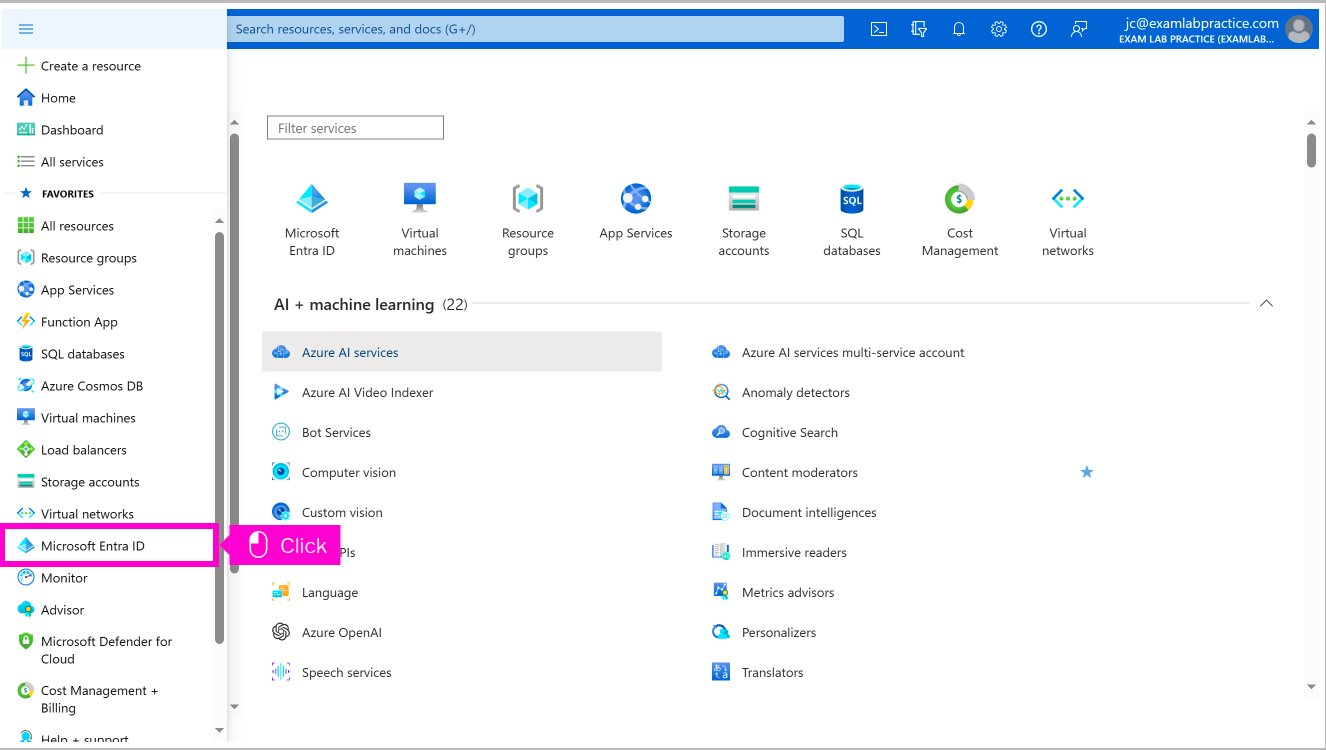 Search resources, services, and docs (G+/)
jc@examlabpractice.com
EXAM LAB PRACTICE (EXAMLAB...
Create a resource
Home
Dashboard
All services
FAVORITES
All resources
Resource groups
App Services
Function App
SQL databases
Azure Cosmos DB
Virtual machines
Load balancers
Storage accounts
Virtual networks
Microsoft Entra ID
Click
Monitor
Advisor
Microsoft Defender for
Cloud
Cost Management +
Billing
Help + support
Filter services
Microsoft
Entra ID
Virtual
machines
Resource
groups
App Services
Storage
accounts
SQL
SQL
databases
Cost
Management
Virtual
networks
AI + machine learning (22)
Azure AI services
Azure AI services multi-service account
Azure AI Video Indexer
Anomaly detectors
Bot Services
Cognitive Search
Computer vision
Content moderators
Custom vision
Document intelligences
PIs
Immersive readers
Language
Metrics advisors
Azure OpenAI
Personalizers
Speech services
Translators